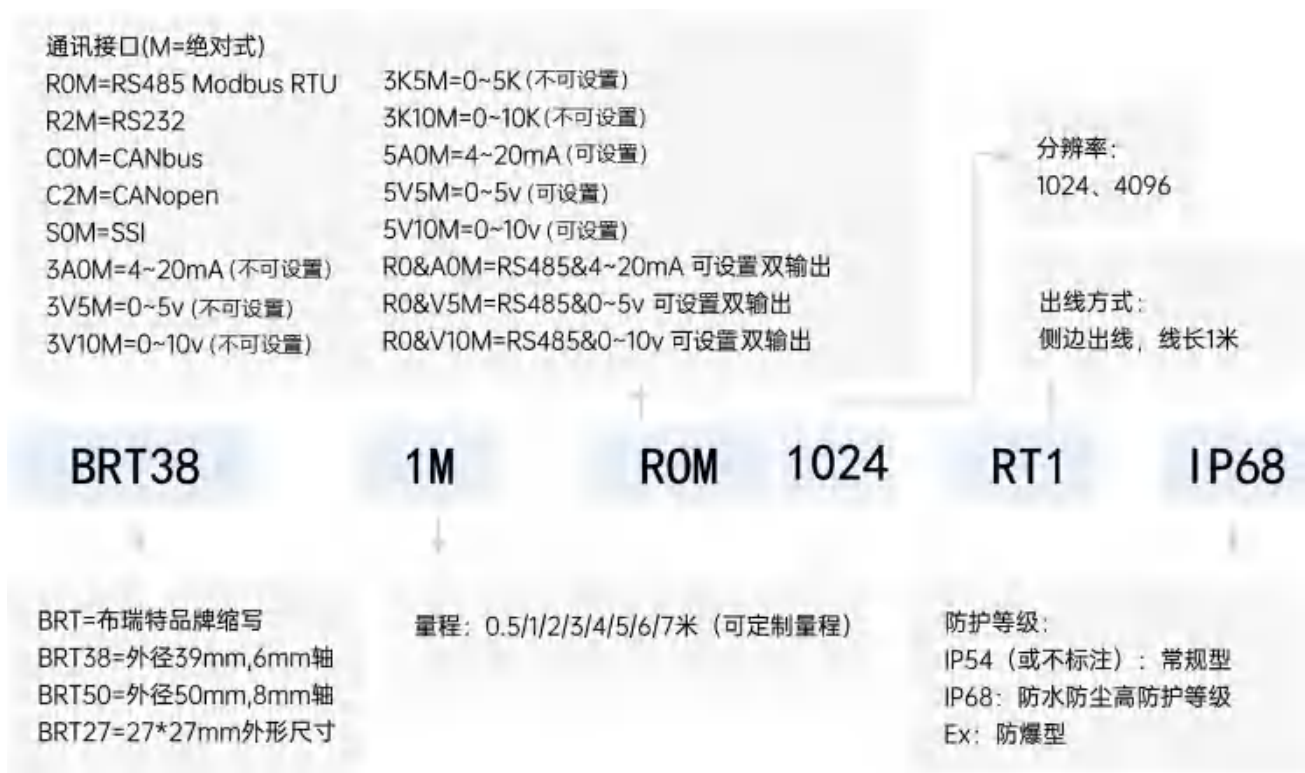 通讯接口(M=绝对式)
R0M=RS485 Modbus RTU
R2M=RS232
C0M=CANbus
C2M=CANopen
S0M=SSI
3A0M=4~20mA (不可设置)
3V5M=0~5v (不可设置)
3V10M=0~10v (不可设置)
3K5M=0~5K (不可设置)
3K10M=0~10K (不可设置)
5A0M=4~20mA (可设置)
5V5M=0~5v (可设置)
5V10M=0~10v (可设置)
R0&A0M=RS485&4~20mA 可设置双输出
R0&V5M=RS485&0~5v 可设置双输出
R0&V10M=RS485&0~10v 可设置双输出
分辨率:
1024、4096
出线方式:
侧边出线，线长1米
BRT38 1M R0M 1024 RT1 IP68
BRT=布瑞特品牌缩写
BRT38=外径39mm,6mm轴
BRT50=外径50mm,8mm轴
BRT27=27*27mm外形尺寸
量程：0.5/1/2/3/4/5/6/7米（可定制量程）
防护等级:
IP54（或不标注）: 常规型
IP68: 防水防尘高防护等级
Ex: 防爆型